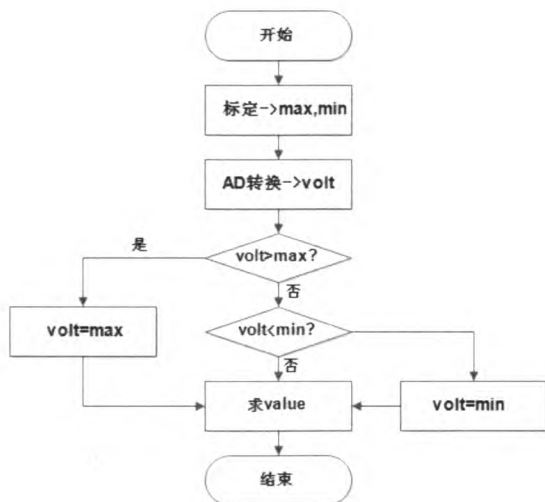 开始
标定->max,min
AD转换->volt
是
volt>max?
否
volt=max
volt<min?
否
求value
volt=min
结束